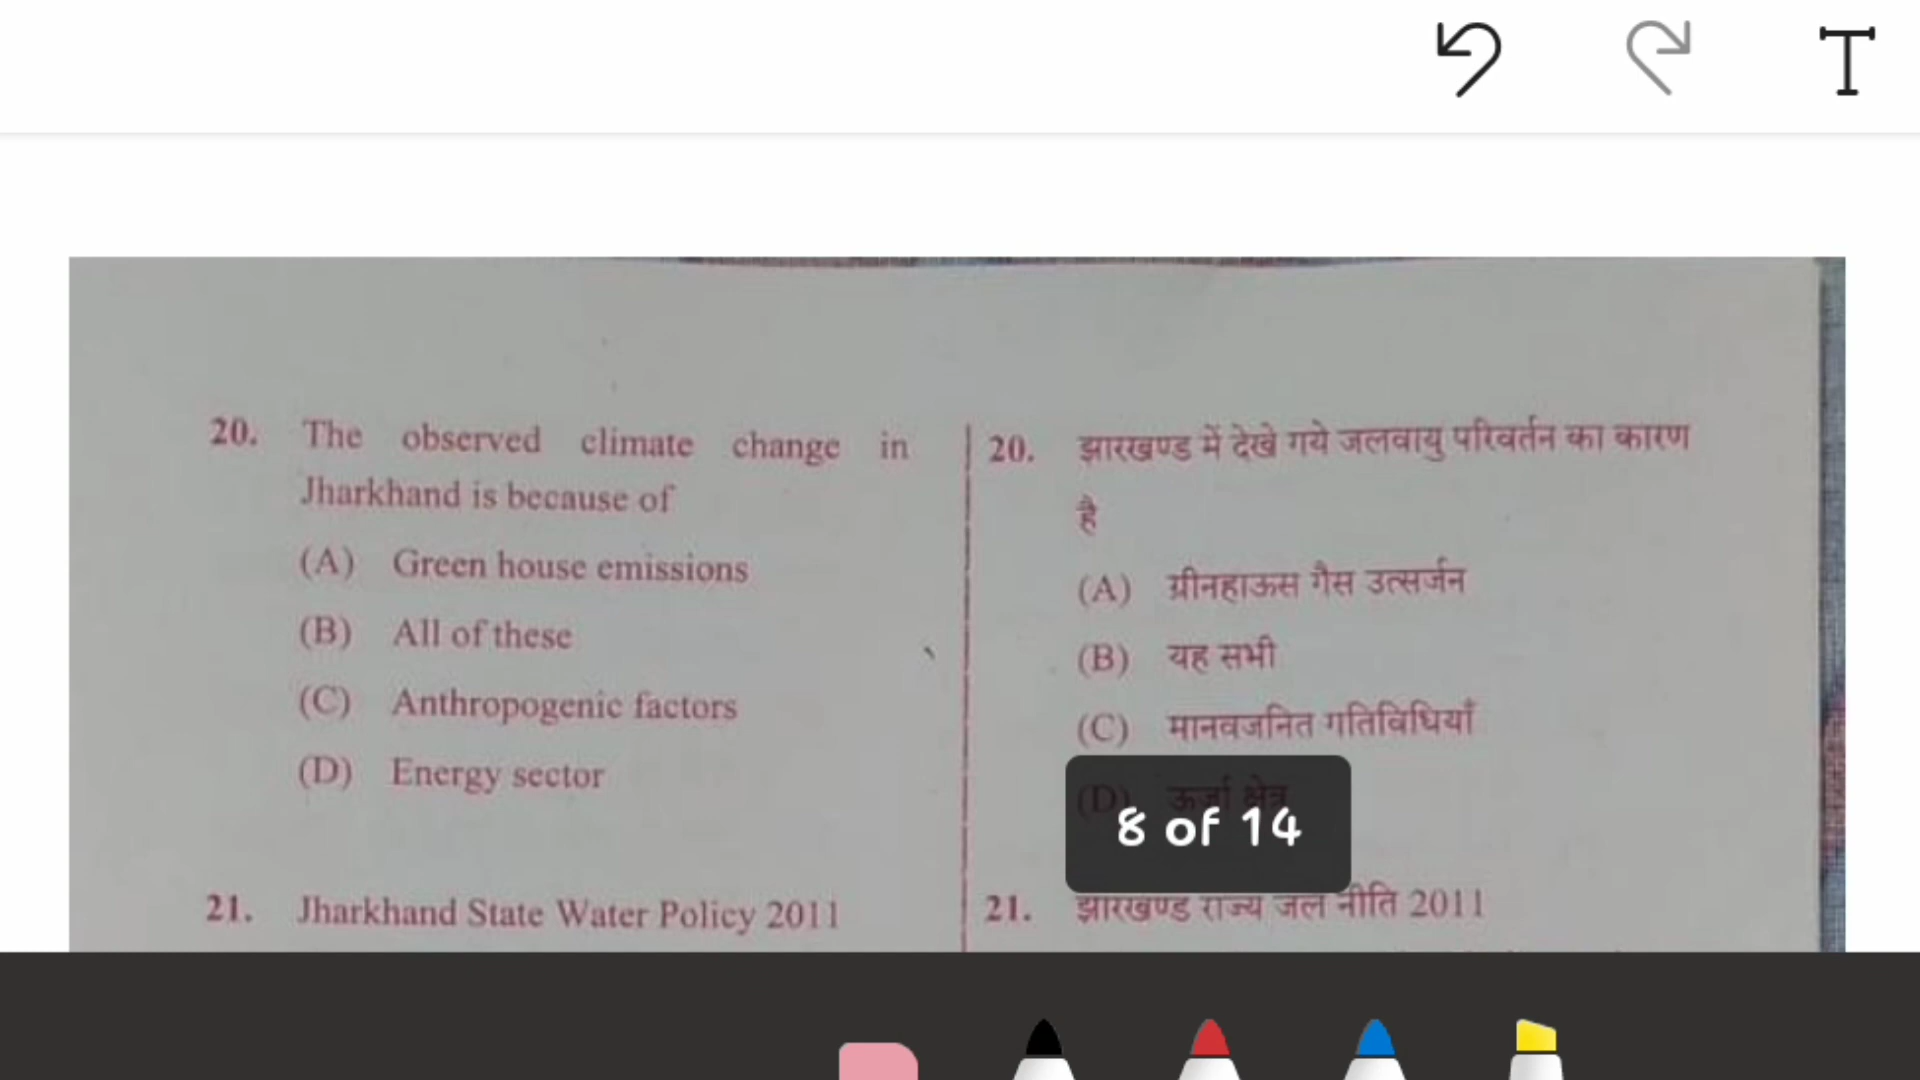 T
20. The observed climate change in
Jharkhand is because of
(A) Green house emissions
(B) All of these
(C) Anthropogenic factors
(D) Energy sector
21. Jharkhand State Water Policy 2011
20. झारखण्ड में देखे गये जलवायु परिवर्तन का कारण
है
(A) ग्रीनहाऊस गैस उत्सर्जन
(B) यह सभी
(C) मानवजनित गतिविधियाँ
(D) ऊर्जा क्षेत्र
8 of 14
21. झारखण्ड राज्य जल नीति 2011